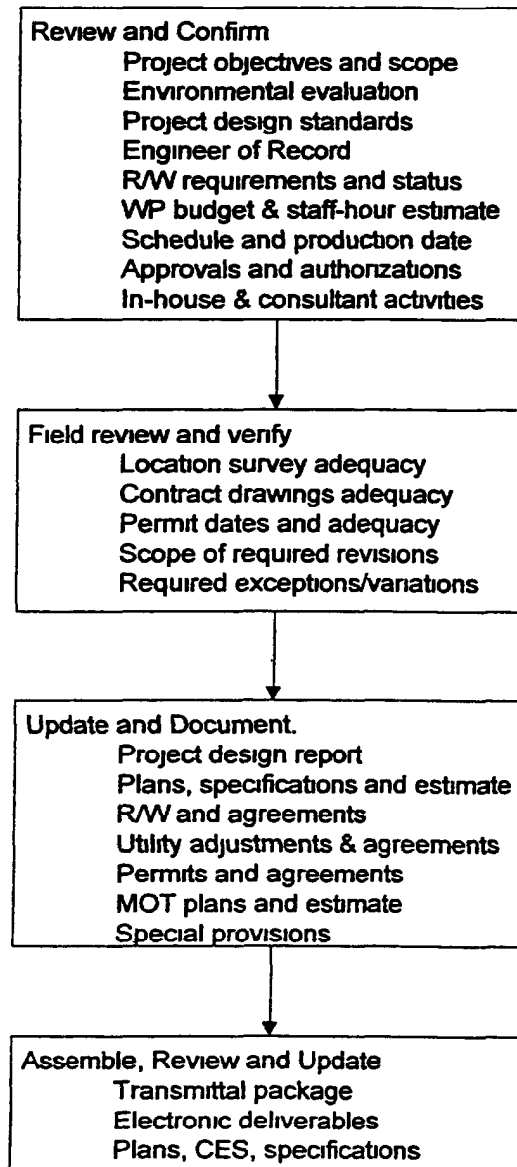 Review and Confirm
Project objectives and scope
Environmental evaluation
Project design standards
Engineer of Record
R/W requirements and status
WP budget & staff-hour estimate
Schedule and production date
Approvals and authorizations
In-house & consultant activities
Field review and verify
Location survey adequacy
Contract drawings adequacy
Permit dates and adequacy
Scope of required revisions
Required exceptions/variations
Update and Document.
Project design report
Plans, specifications and estimate
R/W and agreements
Utility adjustments & agreements
Permits and agreements
MOT plans and estimate
Special provisions
Assemble, Review and Update
Transmittal package
Electronic deliverables
Plans, CES, specifications